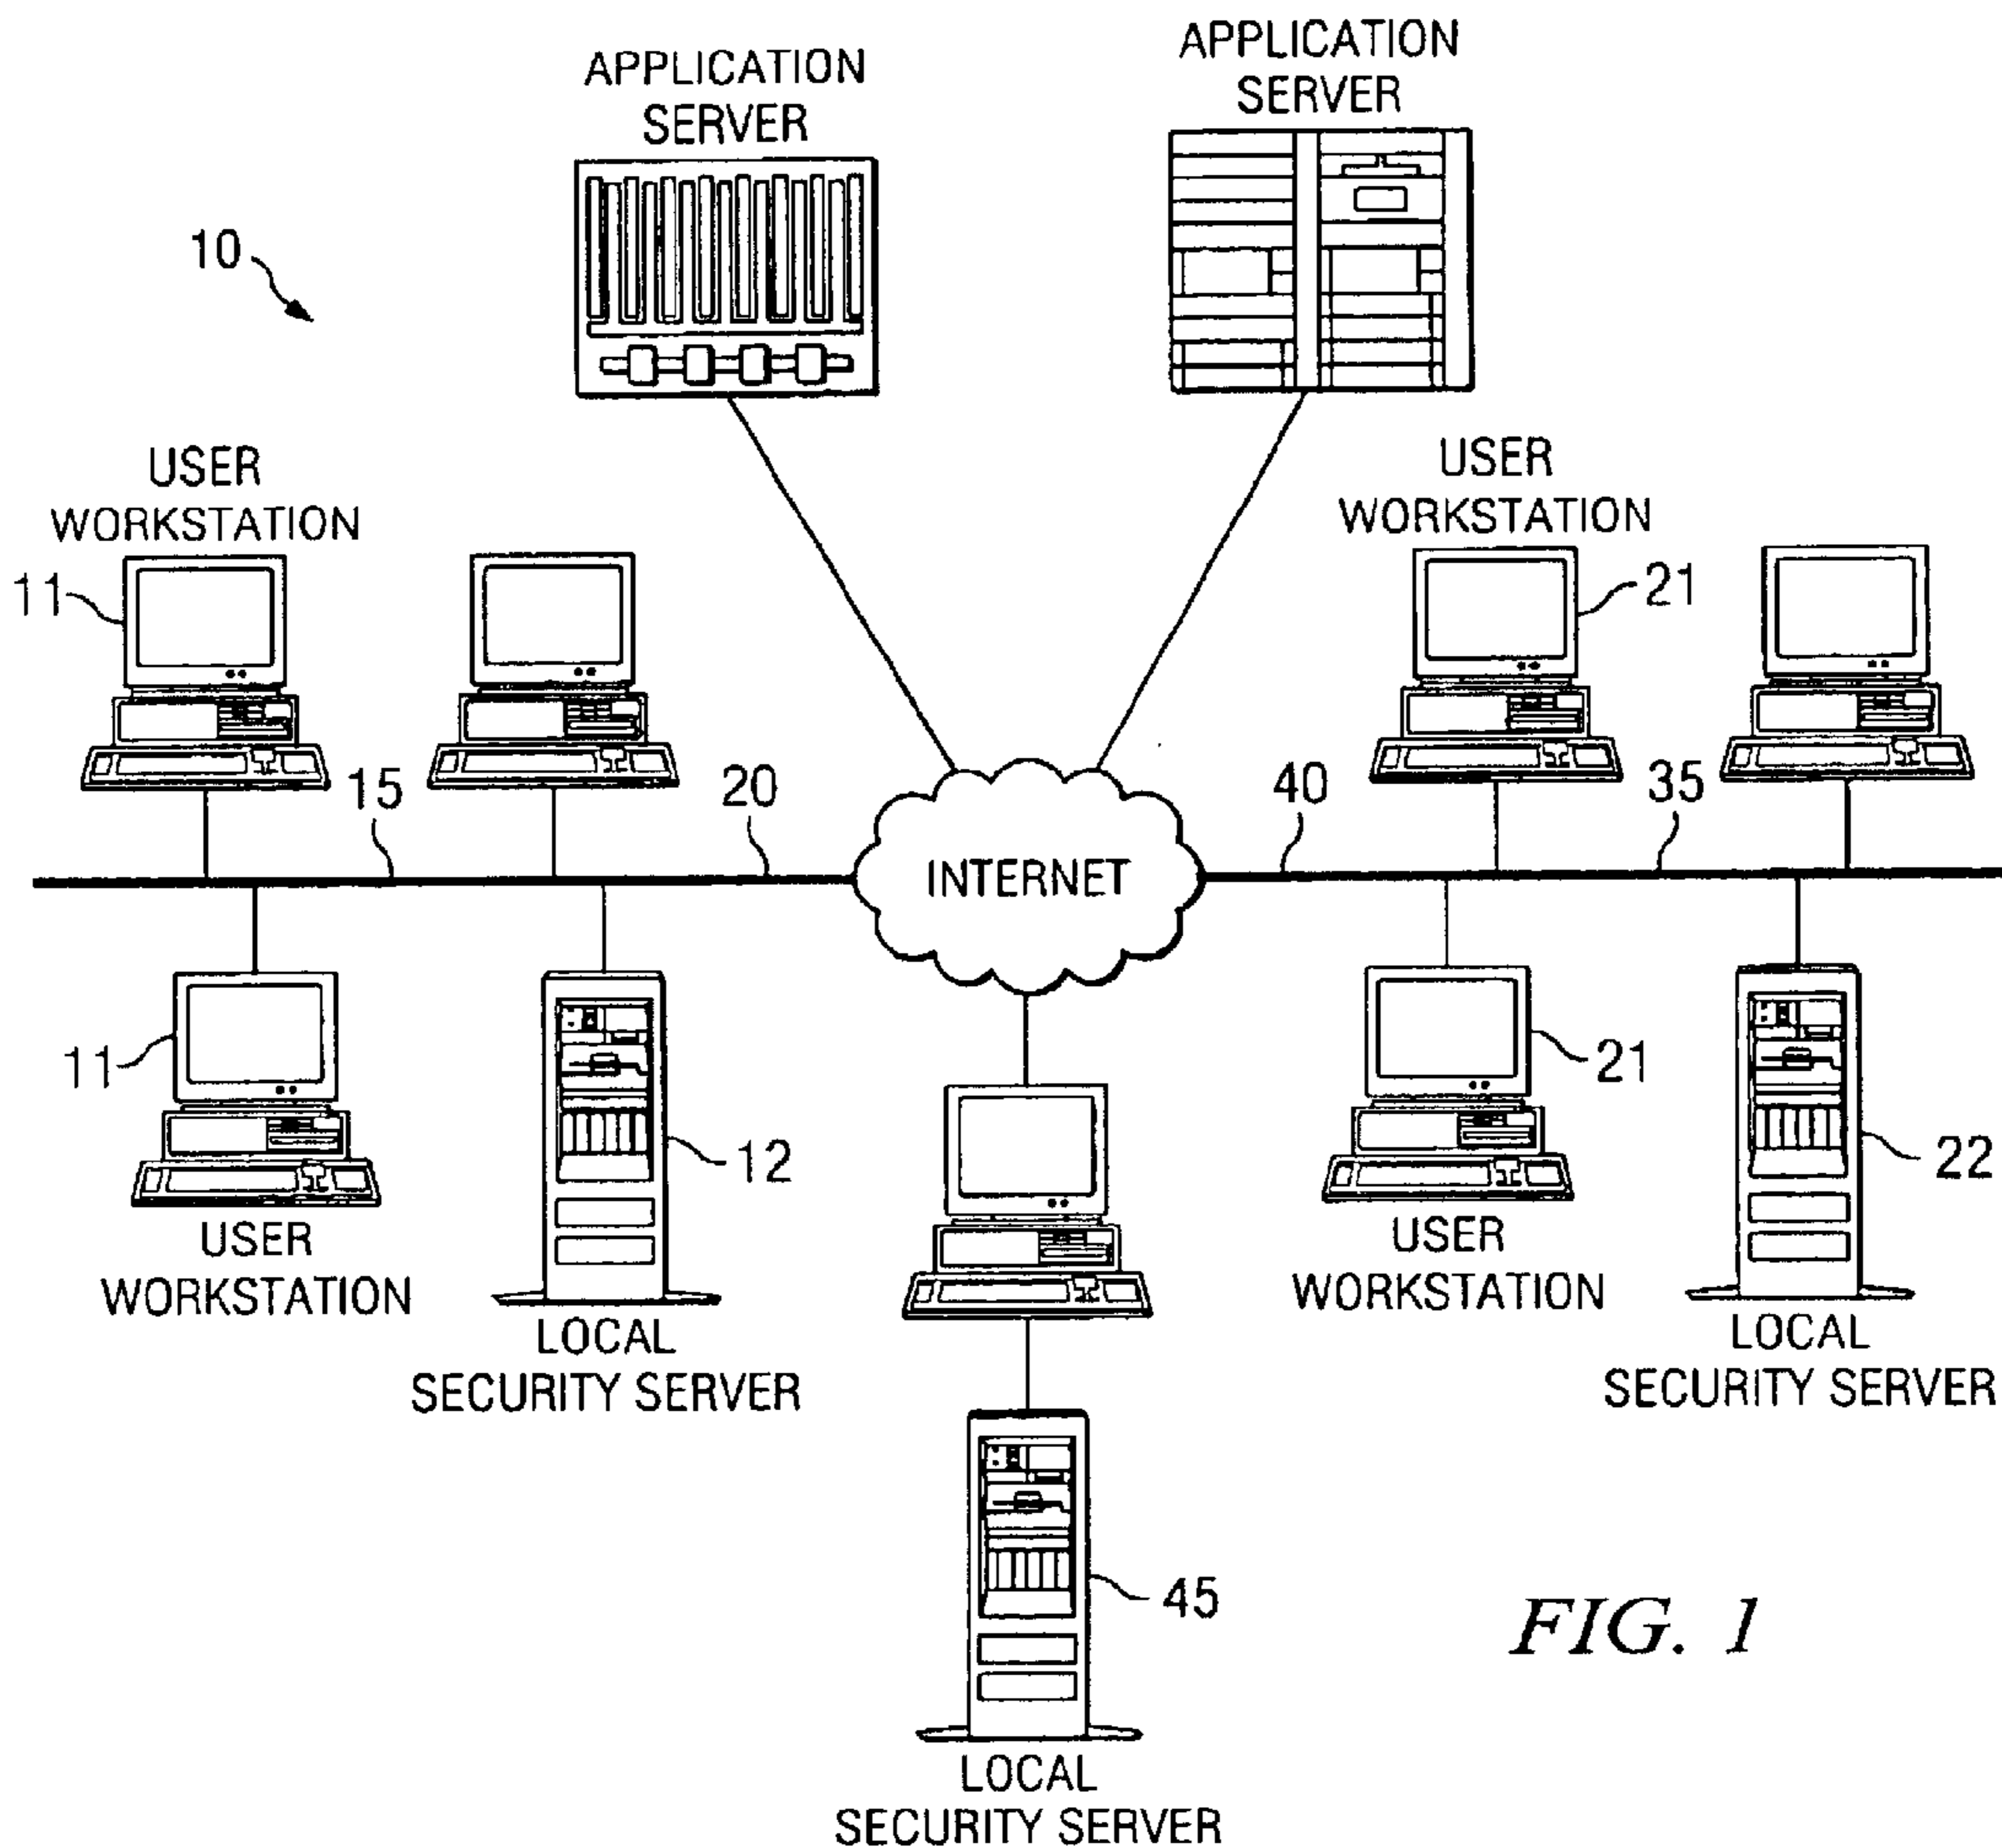 APPLICATION
SERVER
APPLICATION
SERVER
10
USER
WORKSTATION
USER
WORKSTATION
11
21
15
20
40
35
INTERNET
11
12
21
22
USER
WORKSTATION
USER
WORKSTATION
LOCAL
SECURITY SERVER
LOCAL
SECURITY SERVER
45
FIG. 1
LOCAL
SECURITY SERVER